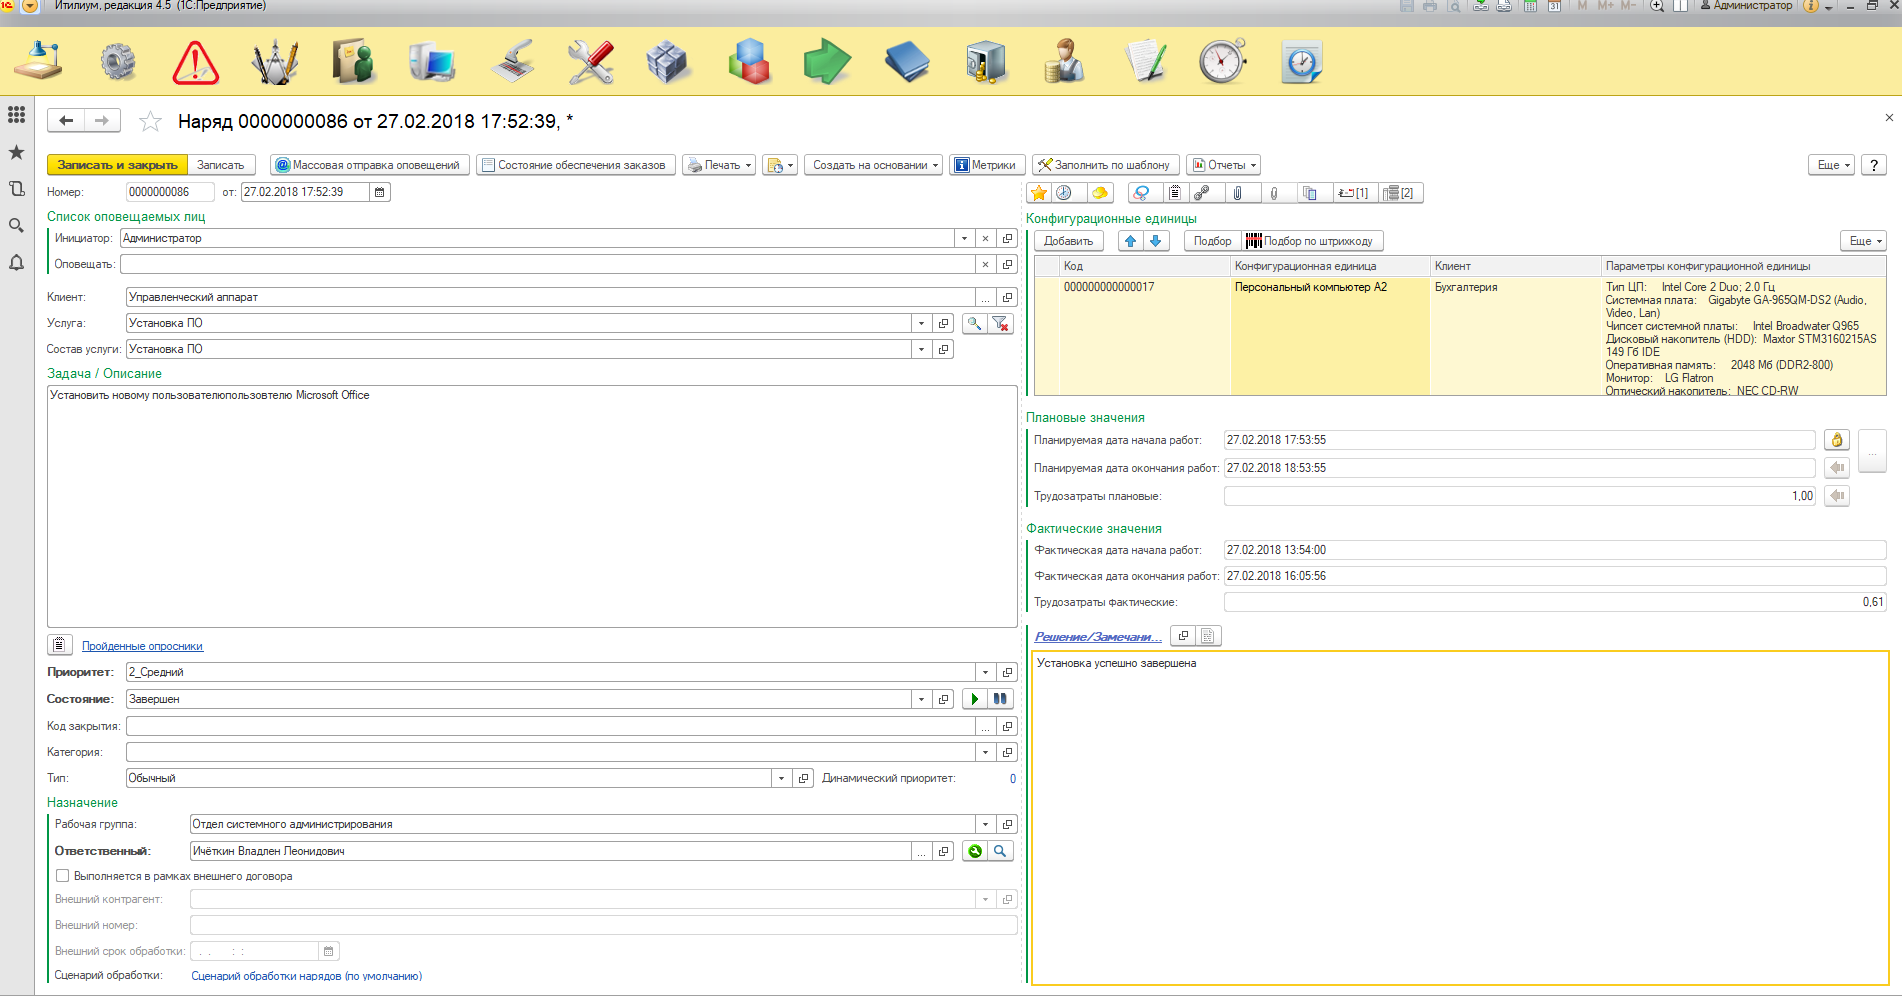 Итилиум, редакция 4.5 (1С:Предприятие)
M M+ M- Администратор
Наряд 0000000086 от 27.02.2018 17:52:39, *
Записать и закрыть Записать Массовая отправка оповещений Состояние обеспечения заказов Печать Создать на основании Метрики Заполнить по шаблону Отчеты Еще ?
Номер: 0000000086 от: 27.02.2018 17:52:39
[1] [2]
Список оповещаемых лиц
Инициатор: Администратор
Оповещать:
Клиент: Управленческий аппарат
Услуга: Установка ПО
Состав услуги: Установка ПО
Задача / Описание
Установить новому пользователюпользовтелю Microsoft Office
Пройденные опросники
Приоритет: 2_Средний
Состояние: Завершен
Код закрытия:
Категория:
Тип: Обычный Динамический приоритет: 0
Назначение
Рабочая группа: Отдел системного администрирования
Ответственный: Ичёткин Владлен Леонидович
Выполняется в рамках внешнего договора
Внешний контрагент:
Внешний номер:
Внешний срок обработки: . . : :
Сценарий обработки: Сценарий обработки нарядов (по умолчанию)
Конфигурационные единицы
Добавить Подбор Подбор по штрихкоду Еще
Код Конфигурационная единица Клиент Параметры конфигурационной единицы
000000000000017 Персональный компьютер А2 Бухгалтерия Тип ЦП: Intel Core 2 Duo; 2.0 Гц
Системная плата: Gigabyte GA-965QM-DS2 (Audio,
Video, Lan)
Чипсет системной платы: Intel Broadwater Q965
Дисковый накопитель (HDD): Maxtor STM3160215AS
149 Гб IDE
Оперативная память: 2048 Мб (DDR2-800)
Монитор: LG Flatron
Оптический накопитель: NEC CD-RW
Плановые значения
Планируемая дата начала работ: 27.02.2018 17:53:55
Планируемая дата окончания работ: 27.02.2018 18:53:55
Трудозатраты плановые: 1,00
Фактические значения
Фактическая дата начала работ: 27.02.2018 13:54:00
Фактическая дата окончания работ: 27.02.2018 16:05:56
Трудозатраты фактические: 0,61
Решение/Замечани...
Установка успешно завершена